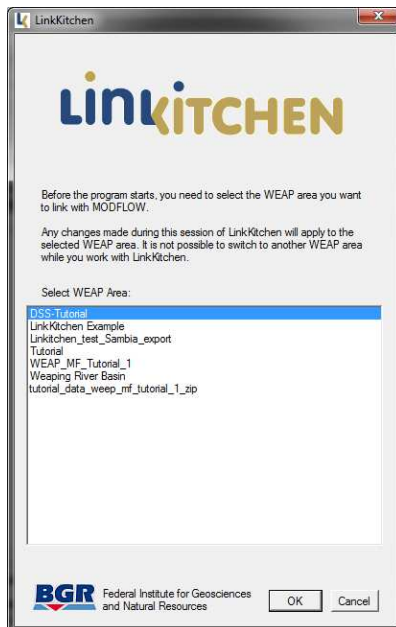 LinkKitchen
LINKKITCHEN
Before the program starts, you need to select the WEAP area you want
to link with MODFLOW.
Any changes made during this session of LinkKitchen will apply to the
selected WEAP area. It is not possible to switch to another WEAP area
while you work with LinkKitchen.
Select WEAP Area:
DSS-Tutorial
LinkKitchen Example
Linkitchen_test_Sambia_export
Tutorial
WEAP_MF_Tutorial_1
Weaping River Basin
tutorial_data_weep_mf_tutorial_1_zip
BGR Federal Institute for Geosciences
and Natural Resources
OK Cancel